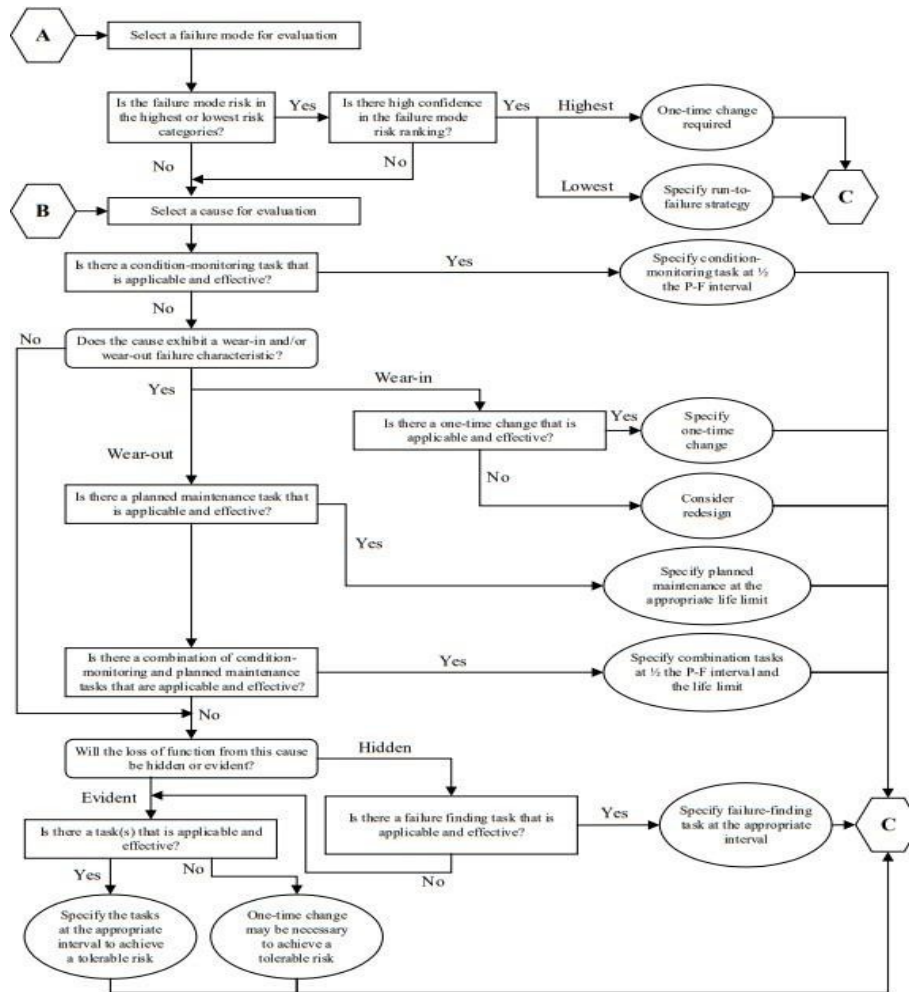 A
Select a failure mode for evaluation
Is the failure mode risk in
the highest or lowest risk
categories?
Yes
Is there high confidence
in the failure mode
risk ranking?
Yes
Highest
One-time change
required
No
No
Lowest
Specify run-to-
failure strategy
C
B
Select a cause for evaluation
Is there a condition-monitoring task that
is applicable and effective?
Yes
Specify condition-
monitoring task at ½
the P-F interval
No
No
Does the cause exhibit a wear-in and/or
wear-out failure characteristic?
Yes
Wear-in
Is there a one-time change that is
applicable and effective?
Yes
Specify
one-time
change
Wear-out
No
Consider
redesign
Is there a planned maintenance task that
is applicable and effective?
Yes
Specify planned
maintenance at the
appropriate life limit
Is there a combination of condition-
monitoring and planned maintenance
tasks that are applicable and effective?
Yes
Specify combination tasks
at ½ the P-F interval and
the life limit
No
Will the loss of function from this cause
be hidden or evident?
Hidden
Evident
Is there a failure finding task that is
applicable and effective?
Yes
Specify failure-finding
task at the appropriate
interval
C
Is there a task(s) that is applicable and
effective?
No
Yes
No
Specify the tasks
at the appropriate
interval to achieve
a tolerable risk
One-time change
may be necessary
to achieve a
tolerable risk